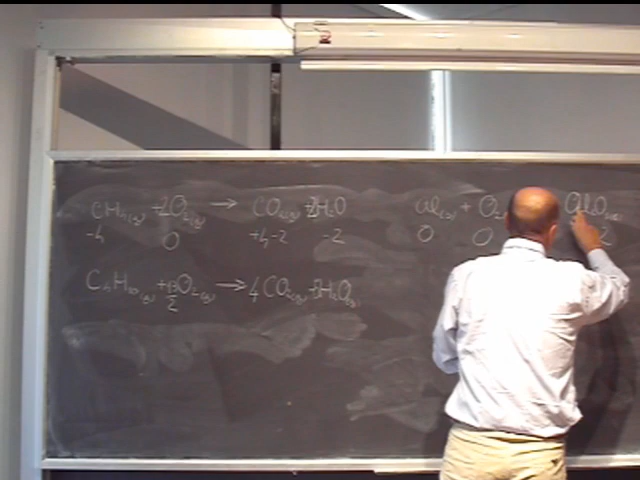 CH₄(g) + 2O₂(g) → CO₂(g) + 2H₂O
-4 0 +4 -2 -2
C₄H₁₀(g) + 13/2 O₂(g) → 4CO₂(g) + 5H₂O(g)
Al(s) + O₂
0 0 2